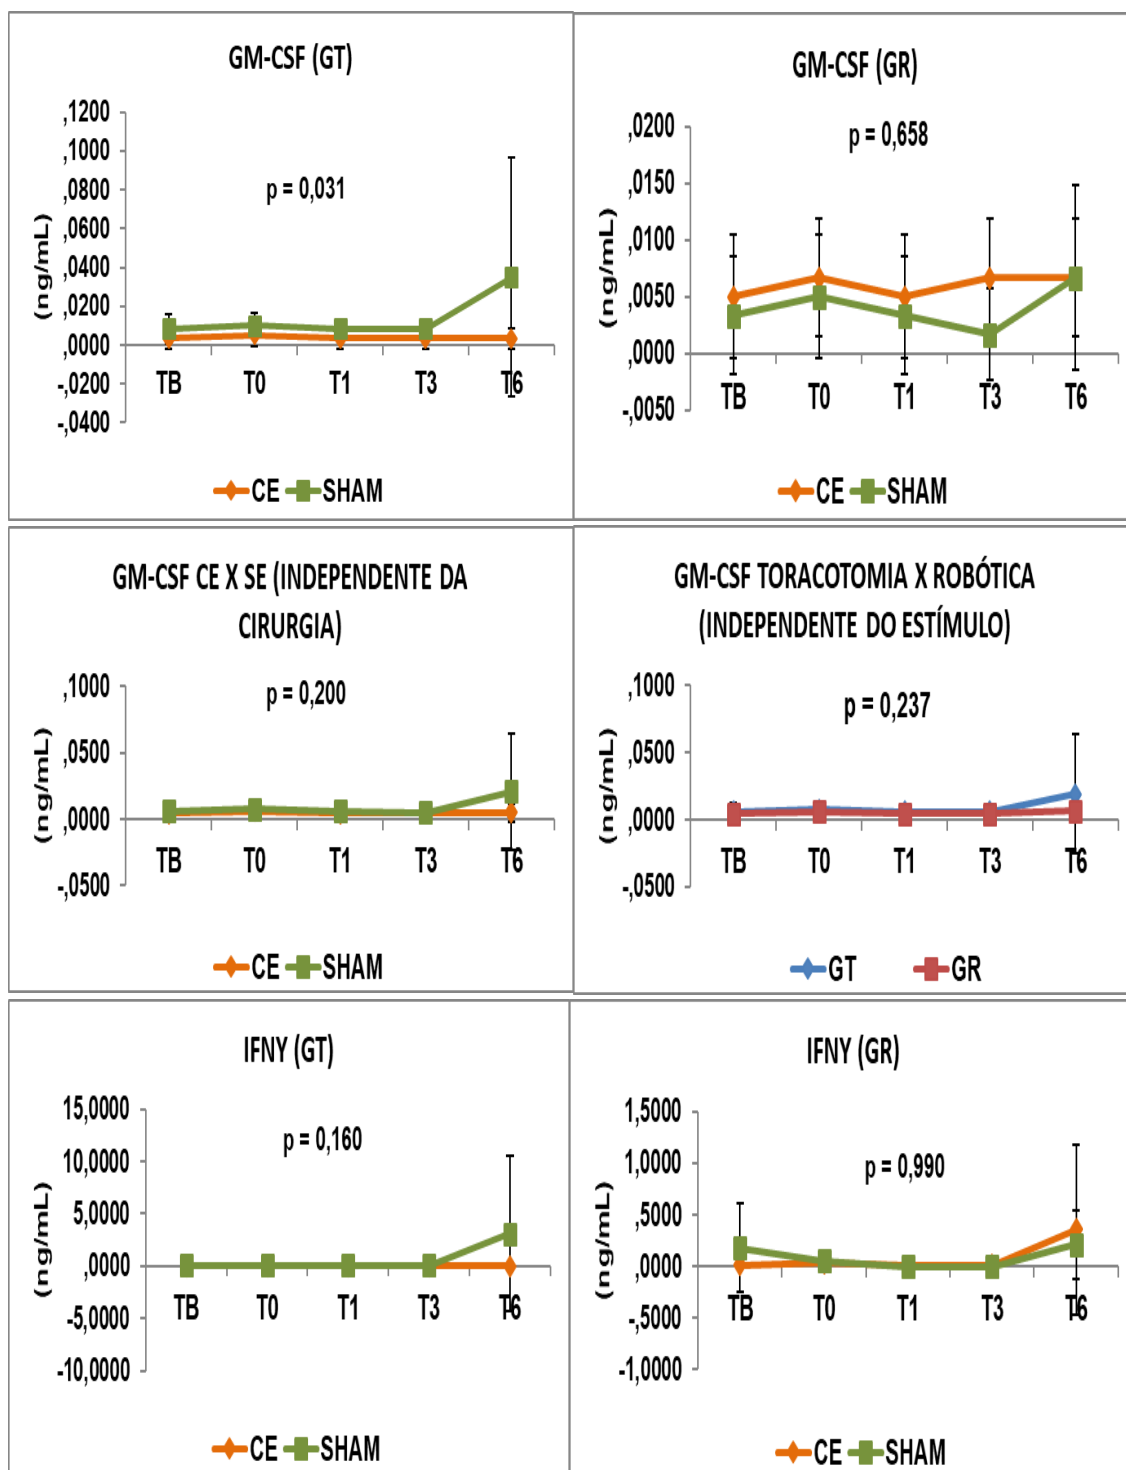 GM-CSF (GT)
,1200
,1000
,0800
,0600
,0400
,0200
,0000
-,0200
-,0400
(ng/mL)
p = 0,031
TB T0 T1 T3 T6
CE SHAM
GM-CSF (GR)
,0200
,0150
,0100
,0050
,0000
-,0050
(ng/mL)
p = 0,658
TB T0 T1 T3 T6
CE SHAM
GM-CSF CE X SE (INDEPENDENTE DA
CIRURGIA)
,1000
,0500
,0000
-,0500
(ng/mL)
p = 0,200
TB T0 T1 T3 T6
CE SHAM
GM-CSF TORACOTOMIA X ROBÓTICA
(INDEPENDENTE DO ESTÍMULO)
,1000
,0500
,0000
-,0500
(ng/mL)
p = 0,237
TB T0 T1 T3 T6
GT GR
IFNY (GT)
15,0000
10,0000
5,0000
,0000
-5,0000
-10,0000
(ng/mL)
p = 0,160
TB T0 T1 T3 T6
CE SHAM
IFNY (GR)
1,5000
1,0000
,5000
,0000
-,5000
-1,0000
(ng/mL)
p = 0,990
TB T0 T1 T3 T6
CE SHAM